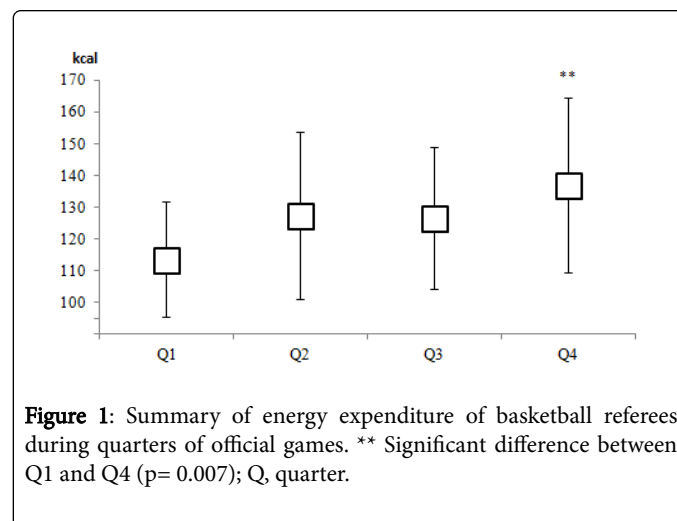 kcal
170
**
160
150
140
130
120
110
100
Q1 Q2 Q3 Q4
Figure 1: Summary of energy expenditure of basketball referees
during quarters of official games. ** Significant difference between
Q1 and Q4 (p= 0.007); Q, quarter.